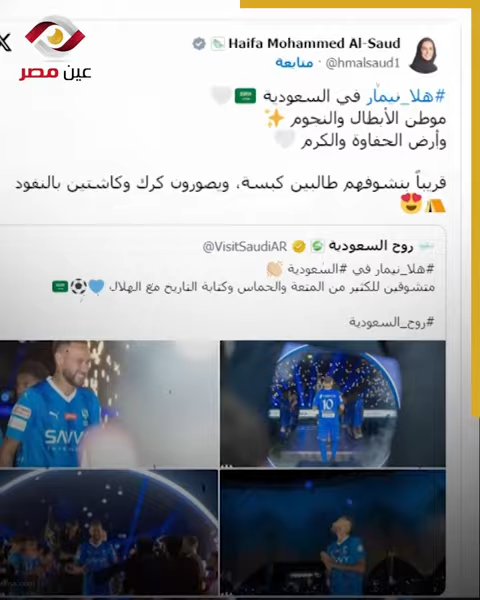 عين مصر
Haifa Mohammed Al-Saud
@hmalsaud1 · متابعة
#هلا_نيمار في السعودية
موطن الأبطال والنجوم
وأرض الحفاوة والكرم
قريباً بنشوفهم طالبين كبسة، ويصورون كرك وكاشتين بالنفود
روح السعودية @VisitSaudiAR
#هلا_نيمار في #السعودية
متشوقين للكثير من المتعة والحماس وكتابة التاريخ مع الهلال
#روح_السعودية
SAVVY
10